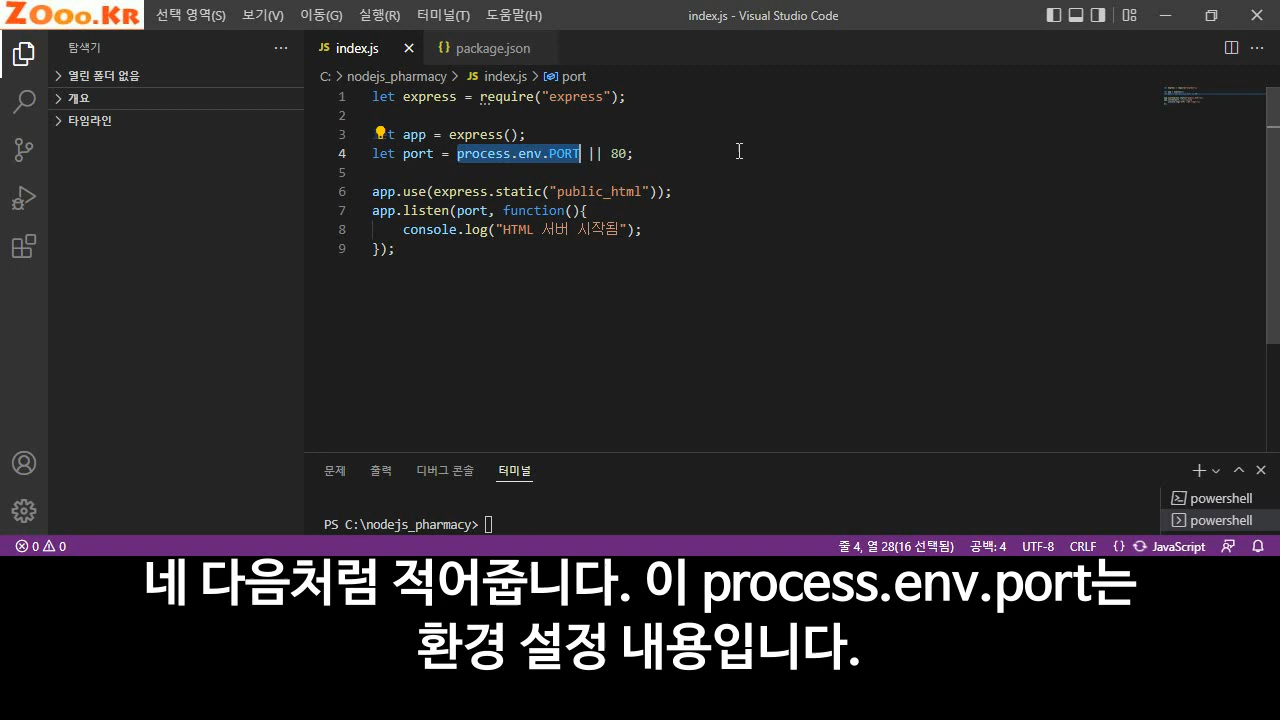 ZOoo.Kr
선택 영역(S) 보기(V) 이동(G) 실행(R) 터미널(T) 도움말(H)
index.js - Visual Studio Code
탐색기
열린 폴더 없음
개요
타임라인
JS index.js
{} package.json
C: > nodejs_pharmacy > JS index.js > port
1 let express = require("express");
2
3 let app = express();
4 let port = process.env.PORT || 80;
5
6 app.use(express.static("public_html"));
7 app.listen(port, function(){
8 console.log("HTML 서버 시작됨");
9 });
문제 출력 디버그 콘솔 터미널
powershell
powershell
PS C:\nodejs_pharmacy>
0 0
줄 4, 열 28(16 선택됨) 공백: 4 UTF-8 CRLF {} JavaScript
네 다음처럼 적어줍니다. 이 process.env.port는
환경 설정 내용입니다.